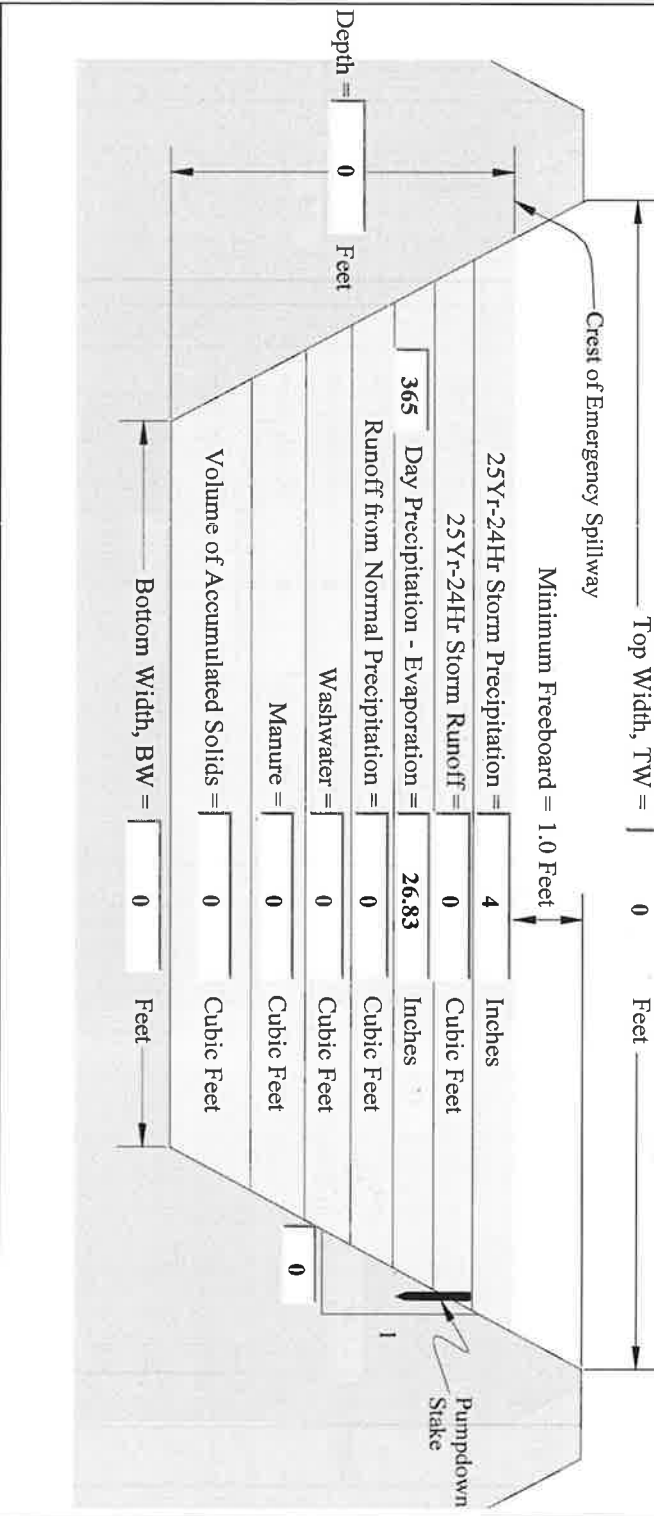 Top Width, TW = 0 Feet
Crest of Emergency Spillway
Minimum Freeboard = 1.0 Feet
Depth = 0 Feet
25Yr-24Hr Storm Precipitation = 4 Inches
25Yr-24Hr Storm Runoff = 0 Cubic Feet
365 Day Precipitation - Evaporation = 26.83 Inches
Runoff from Normal Precipitation = 0 Cubic Feet
Washwater = 0 Cubic Feet
Manure = 0 Cubic Feet
Volume of Accumulated Solids = 0 Cubic Feet
Bottom Width, BW = 0 Feet
1
0
Pumpdown
Stake